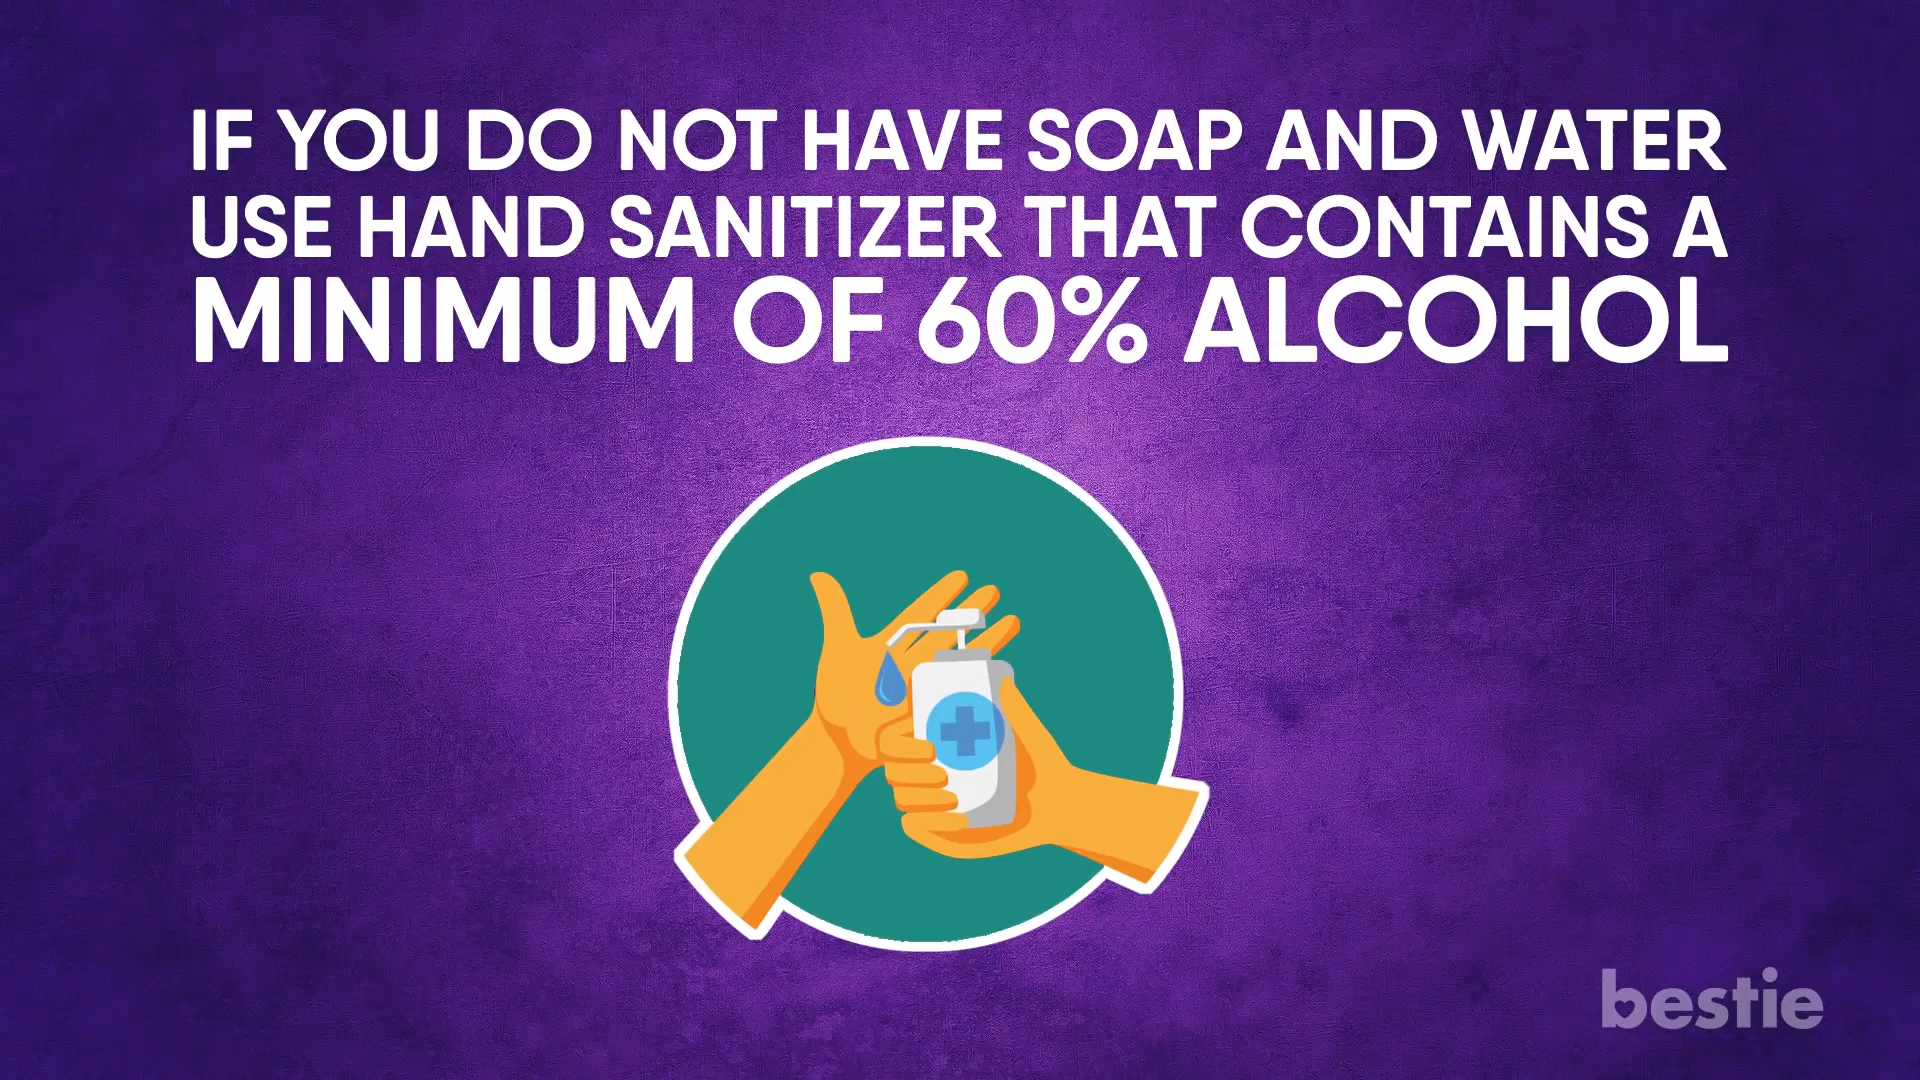 IF YOU DO NOT HAVE SOAP AND WATER
USE HAND SANITIZER THAT CONTAINS A
MINIMUM OF 60% ALCOHOL
bestie